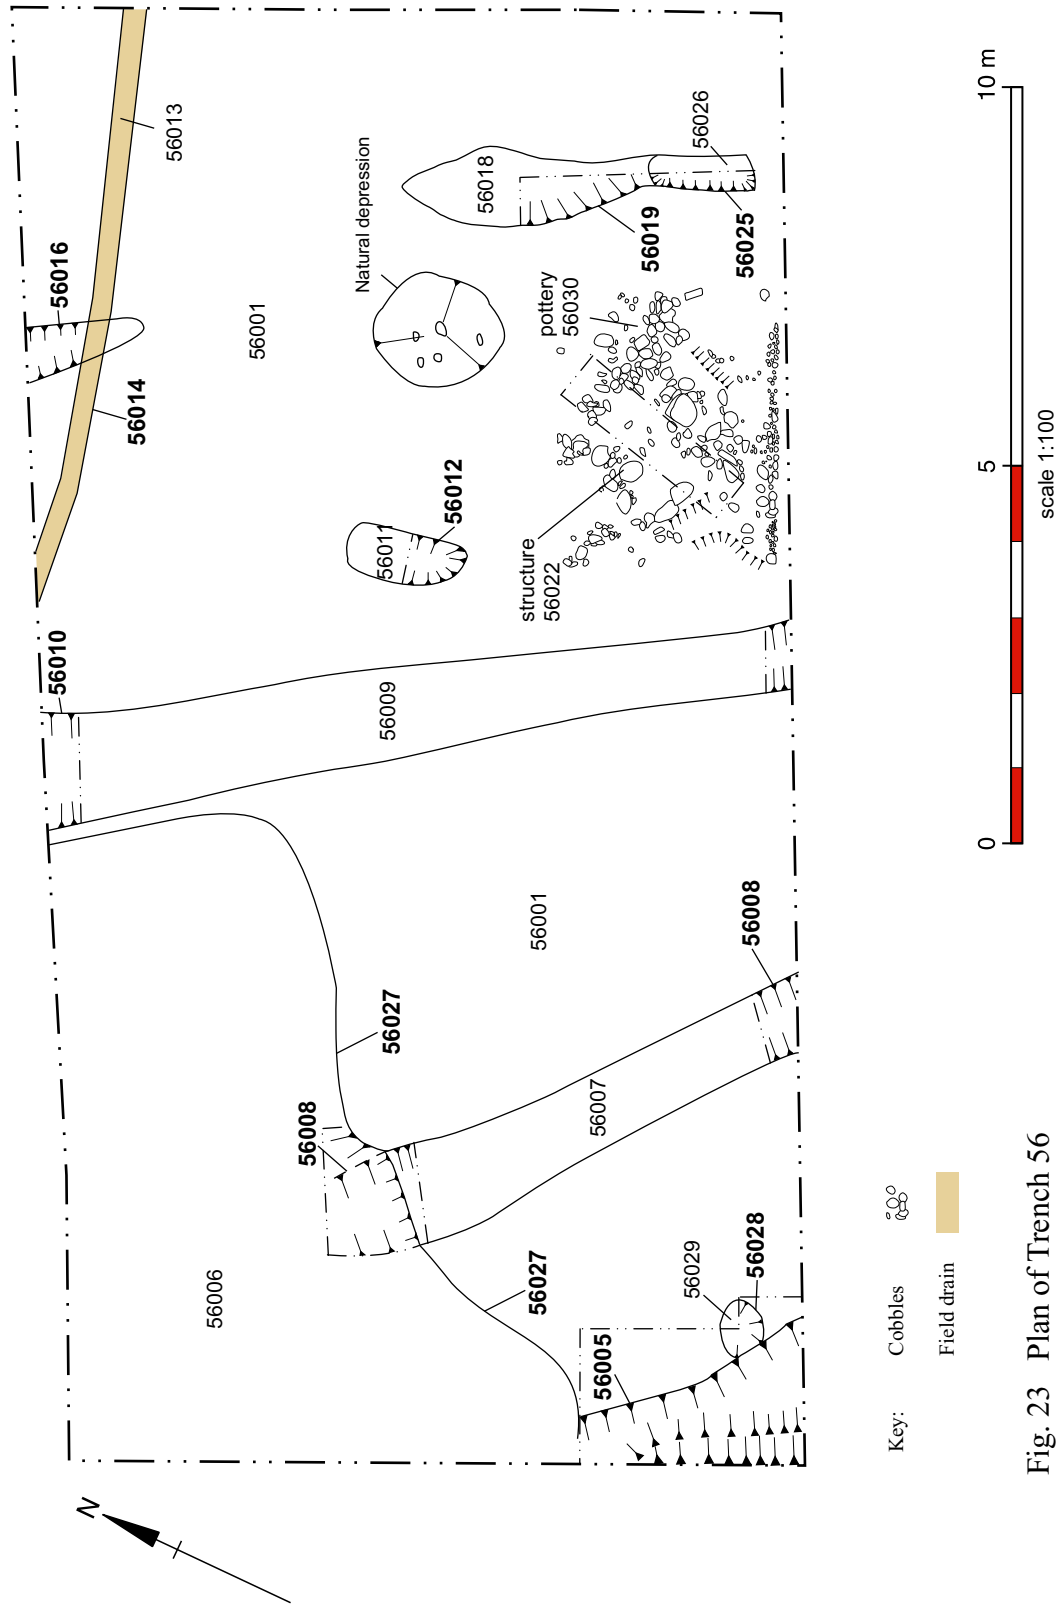 56013
56016
56001
56014
Natural depression
56018
56026
56019
56025
pottery
56030
56012
56011
structure
56022
56010
56009
56001
56008
56027
56008
56007
56006
56027
56029
56028
56005
N
10 m
5
0
scale 1:100
Key:
Cobbles
Field drain
Fig. 23 Plan of Trench 56